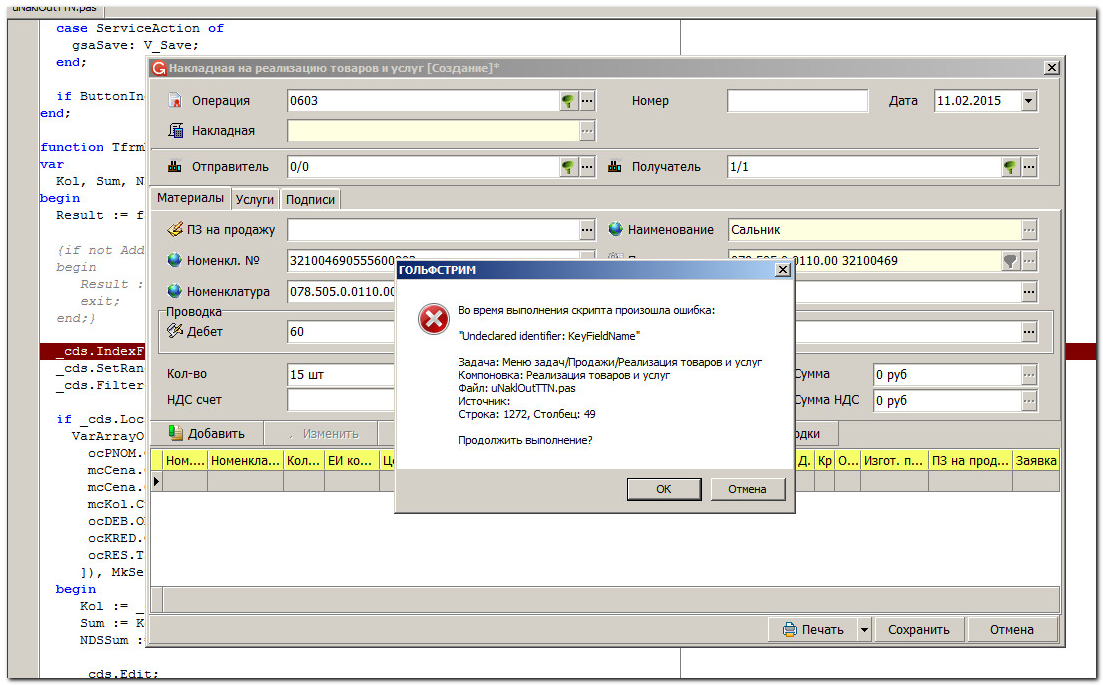 uNaklOutTTN.pas
case ServiceAction of
gsaSave: V_Save;
end;
if ButtonIn
end;
function Tfrm
var
Kol, Sum, N
begin
Result := f
{if not Add
begin
Result :
exit;
end;}
_cds.IndexF
_cds.SetRan
_cds.Filter
if _cds.Loc
VarArrayO
ocPNOM.
mcCena.
mcCena.
mcKol.C
ocDEB.O
ocKRED.
ocRES.T
]), MkSe
begin
Kol := _
Sum := K
NDSSum :
cds.Edit;
Накладная на реализацию товаров и услуг [Создание]*
Операция 0603 ... Номер Дата 11.02.2015
Накладная ...
Отправитель 0/0 ... Получатель 1/1 ...
Материалы Услуги Подписи
ПЗ на продажу ... Наименование Сальник ...
Номенкл. № 321004690555600 078.505.0.0110.00 32100469 ...
Номенклатура 078.505.0.0110.00 ...
Проводка
Дебет 60 ...
Кол-во 15 шт Сумма 0 руб ...
НДС счет Сумма НДС 0 руб ...
Добавить Изменить одки
Ном.... Номенкла... Кол... ЕИ ко... Це Д. Кр О... Изгот. п... ПЗ на прод... Заявка
Печать Сохранить Отмена
ГОЛЬФСТРИМ
Во время выполнения скрипта произошла ошибка:
"Undeclared identifier: KeyFieldName"
Задача: Меню задач/Продажи/Реализация товаров и услуг
Компоновка: Реализация товаров и услуг
Файл: uNaklOutTTN.pas
Источник:
Строка: 1272, Столбец: 49
Продолжить выполнение?
OK Отмена